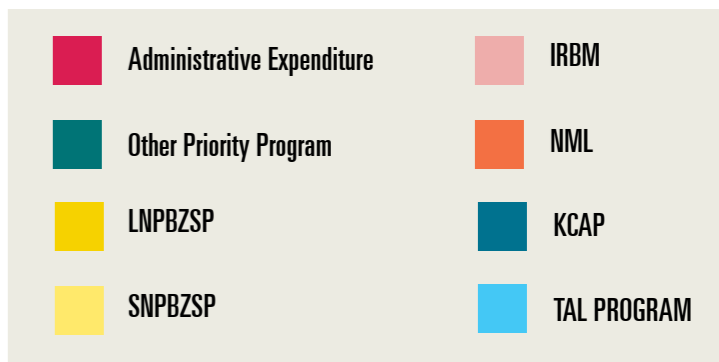 Administrative Expenditure
Other Priority Program
LNPBZSP
SNPBZSP
IRBM
NML
KCAP
TAL PROGRAM